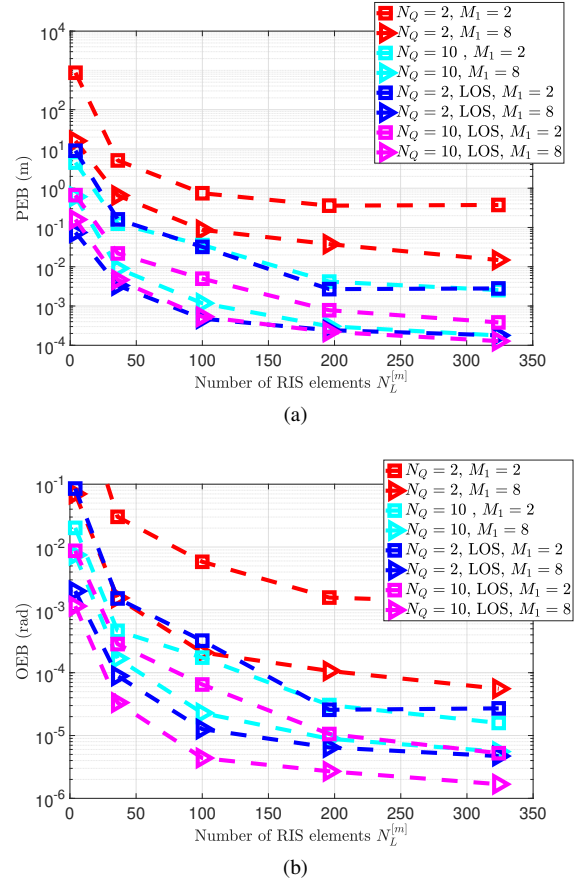 N_Q = 2, M_1 = 2
N_Q = 2, M_1 = 8
N_Q = 10 , M_1 = 2
N_Q = 10, M_1 = 8
N_Q = 2, LOS, M_1 = 2
N_Q = 2, LOS, M_1 = 8
N_Q = 10, LOS, M_1 = 2
N_Q = 10, LOS, M_1 = 8
PEB (m)
10^4
10^2
10^1
10^0
10^-1
10^-2
10^-3
10^-4
0 50 100 150 200 250 300 350
Number of RIS elements N_L^[m]
(a)
N_Q = 2, M_1 = 2
N_Q = 2, M_1 = 8
N_Q = 10 , M_1 = 2
N_Q = 10, M_1 = 8
N_Q = 2, LOS, M_1 = 2
N_Q = 2, LOS, M_1 = 8
N_Q = 10, LOS, M_1 = 2
N_Q = 10, LOS, M_1 = 8
OEB (rad)
10^-1
10^-2
10^-3
10^-4
10^-5
10^-6
0 50 100 150 200 250 300 350
Number of RIS elements N_L^[m]
(b)